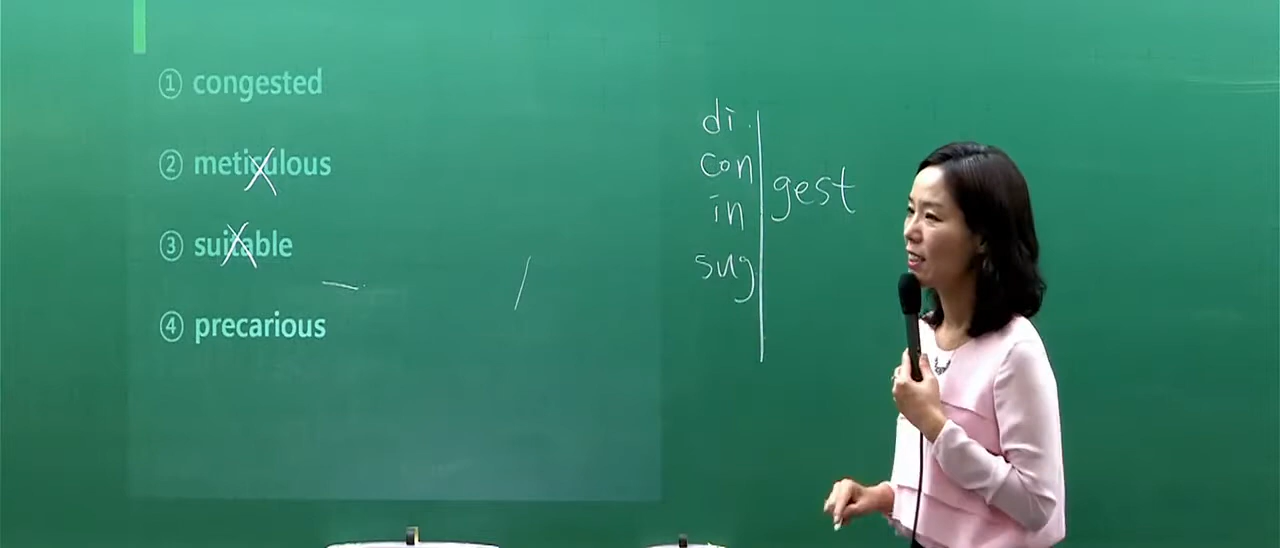 ① congested
② meticulous
③ suitable
④ precarious
di
con
in
sug
gest